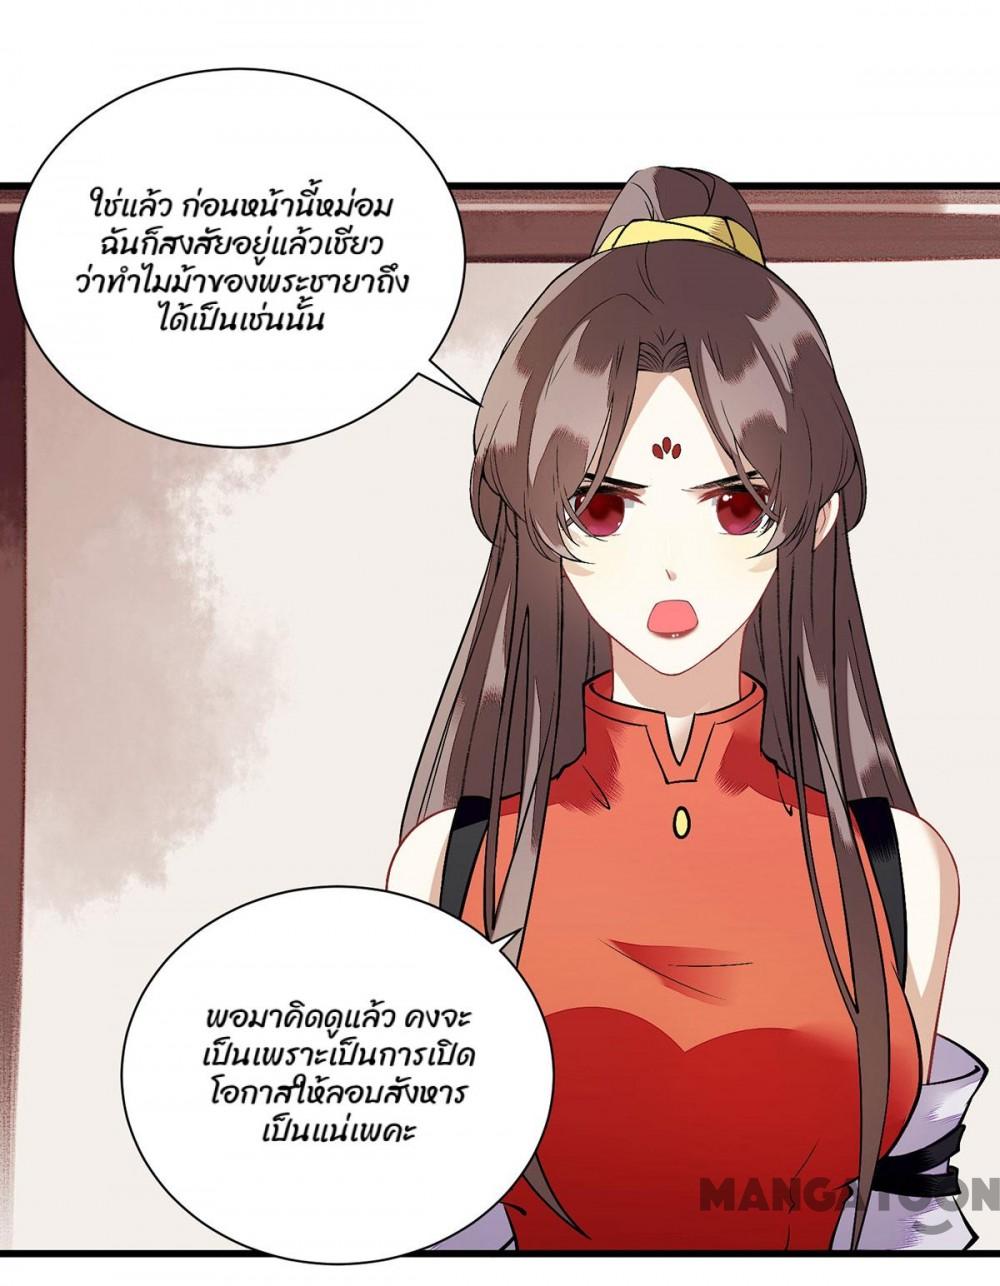 ใช่แล้ว ก่อนหน้านี้หม่อม
ฉันก็สงสัยอยู่แล้วเชียว
ว่าทำไมม้าของพระชายาถึง
ได้เป็นเช่นนั้น
พอมาคิดดูแล้ว คงจะ
เป็นเพราะเป็นการเปิด
โอกาสให้ลอบสังหาร
เป็นแน่เพคะ
MANGATOON